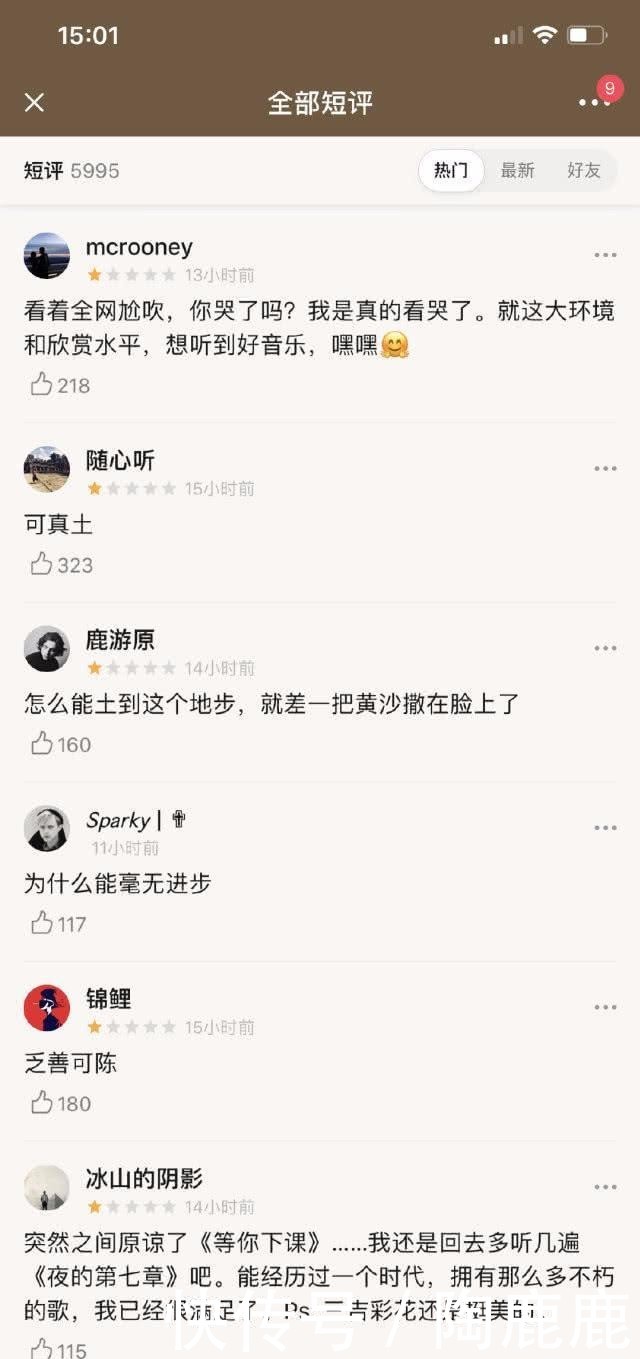 15:01
全部短评
9
短评 5995
热门 最新 好友
mcrooney
13小时前
看着全网尬吹，你哭了吗？我是真的看哭了。就这大环境
和欣赏水平，想听到好音乐，嘿嘿🤗
218
随心听
15小时前
可真土
323
鹿游原
14小时前
怎么能土到这个地步，就差一把黄沙撒在脸上了
160
Sparky | ✟
11小时前
为什么能毫无进步
117
锦鲤
15小时前
乏善可陈
180
冰山的阴影
14小时前
突然之间原谅了《等你下课》……我还是回去多听几遍
《夜的第七章》吧。能经历过一个时代，拥有那么多不朽
的歌，我已经很满足了，Ps
115
快传号 / 陶鹿鹿